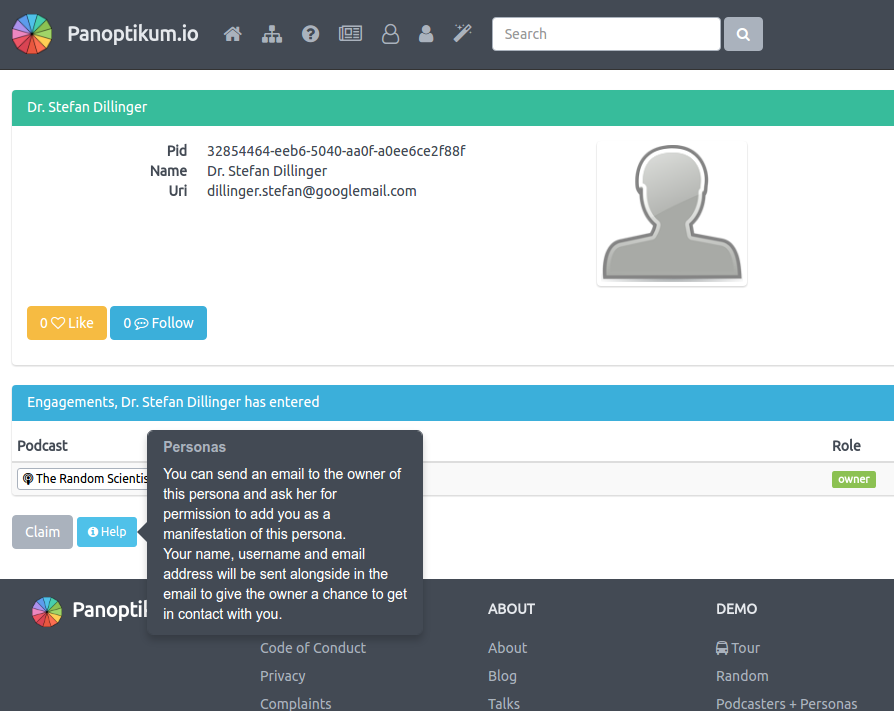 Panoptikum.io
Search
Dr. Stefan Dillinger
Pid 32854464-eeb6-5040-aa0f-a0ee6ce2f88f
Name Dr. Stefan Dillinger
Uri dillinger.stefan@googlemail.com
0 Like 0 Follow
Engagements, Dr. Stefan Dillinger has entered
Podcast Role
The Random Scientis owner
Claim Help
Personas
You can send an email to the owner of
this persona and ask her for
permission to add you as a
manifestation of this persona.
Your name, username and email
address will be sent alongside in the
email to give the owner a chance to get
in contact with you.
Panopti ABOUT DEMO
Code of Conduct About Tour
Privacy Blog Random
Complaints Talks Podcasters + Personas